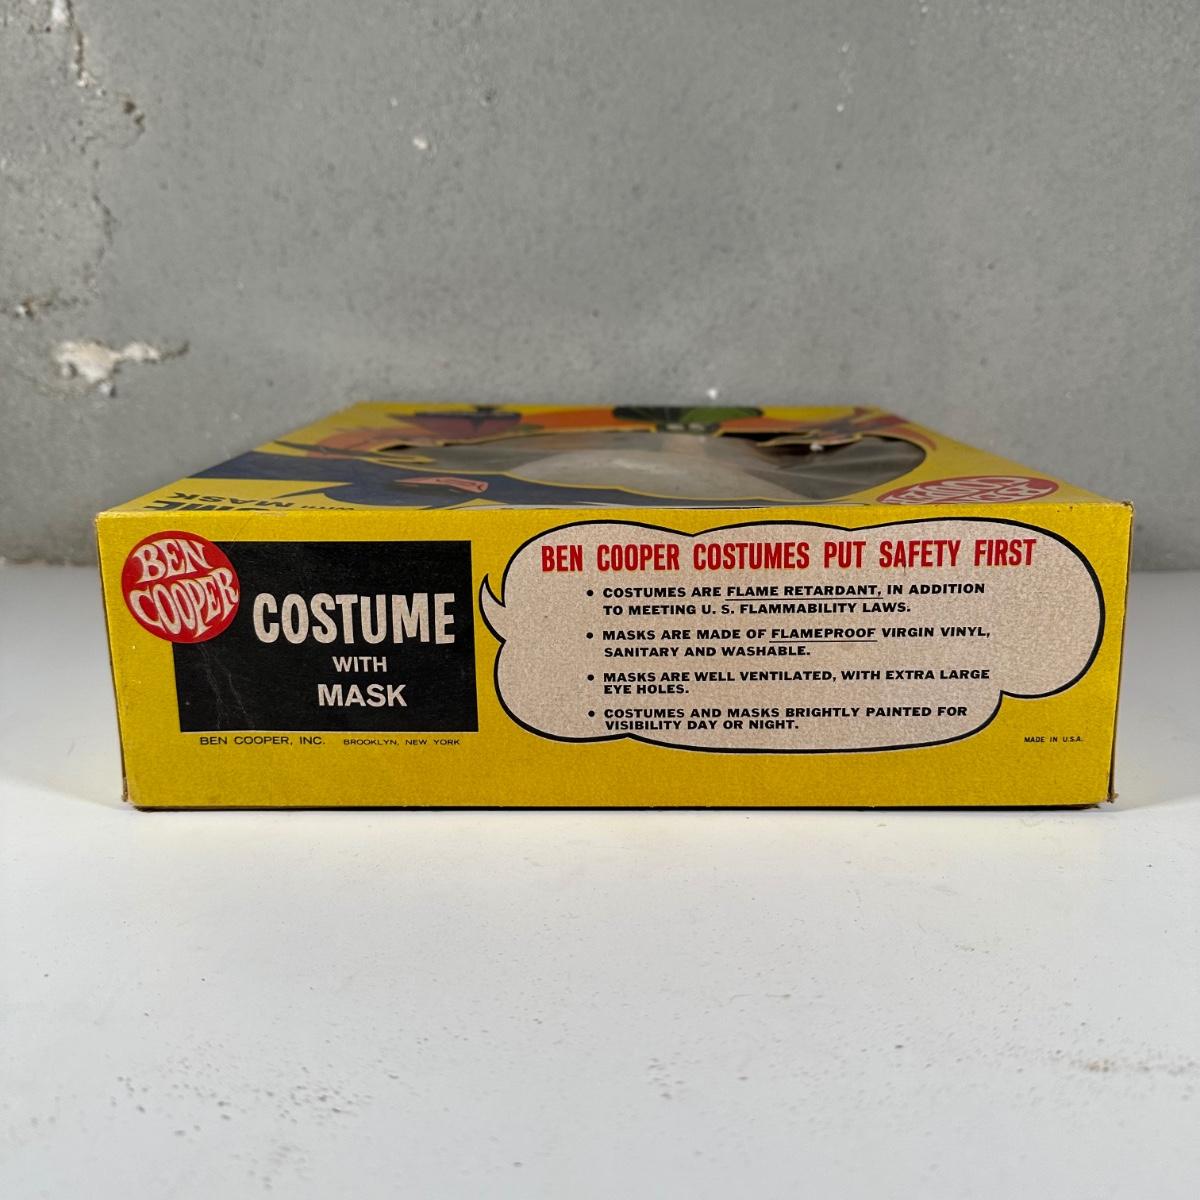 WITH MASK
BEN
COOPER
COSTUME
WITH
MASK
BEN COOPER, INC. BROOKLYN, NEW YORK
BEN COOPER COSTUMES PUT SAFETY FIRST
• COSTUMES ARE FLAME RETARDANT, IN ADDITION
TO MEETING U. S. FLAMMABILITY LAWS.
• MASKS ARE MADE OF FLAMEPROOF VIRGIN VINYL,
SANITARY AND WASHABLE.
• MASKS ARE WELL VENTILATED, WITH EXTRA LARGE
EYE HOLES.
• COSTUMES AND MASKS BRIGHTLY PAINTED FOR
VISIBILITY DAY OR NIGHT.
MADE IN U.S.A.